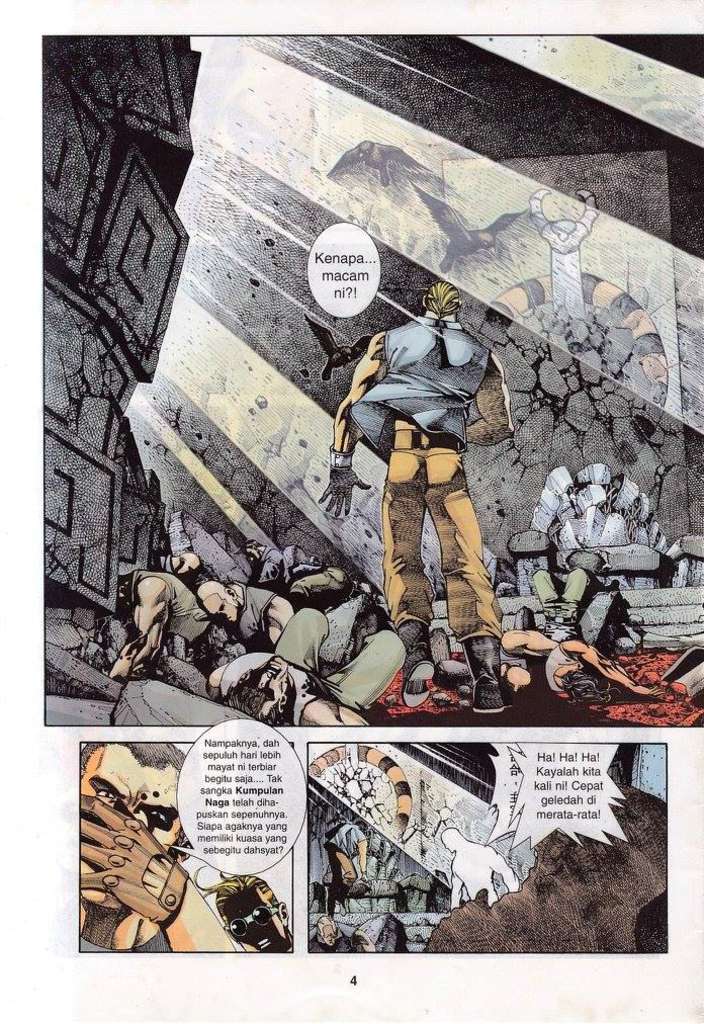 Kenapa...
macam
ni?!
Nampaknya, dah
sepuluh hari lebih
mayat ni terbiar
begitu saja.... Tak
sangka Kumpulan
Naga telah diha-
puskan sepenuhnya.
Siapa agaknya yang
memiliki kuasa yang
sebegitu dahsyat?
Ha! Ha! Ha!
Kayalah kita
kali ni! Cepat
geledah di
merata-rata!
4